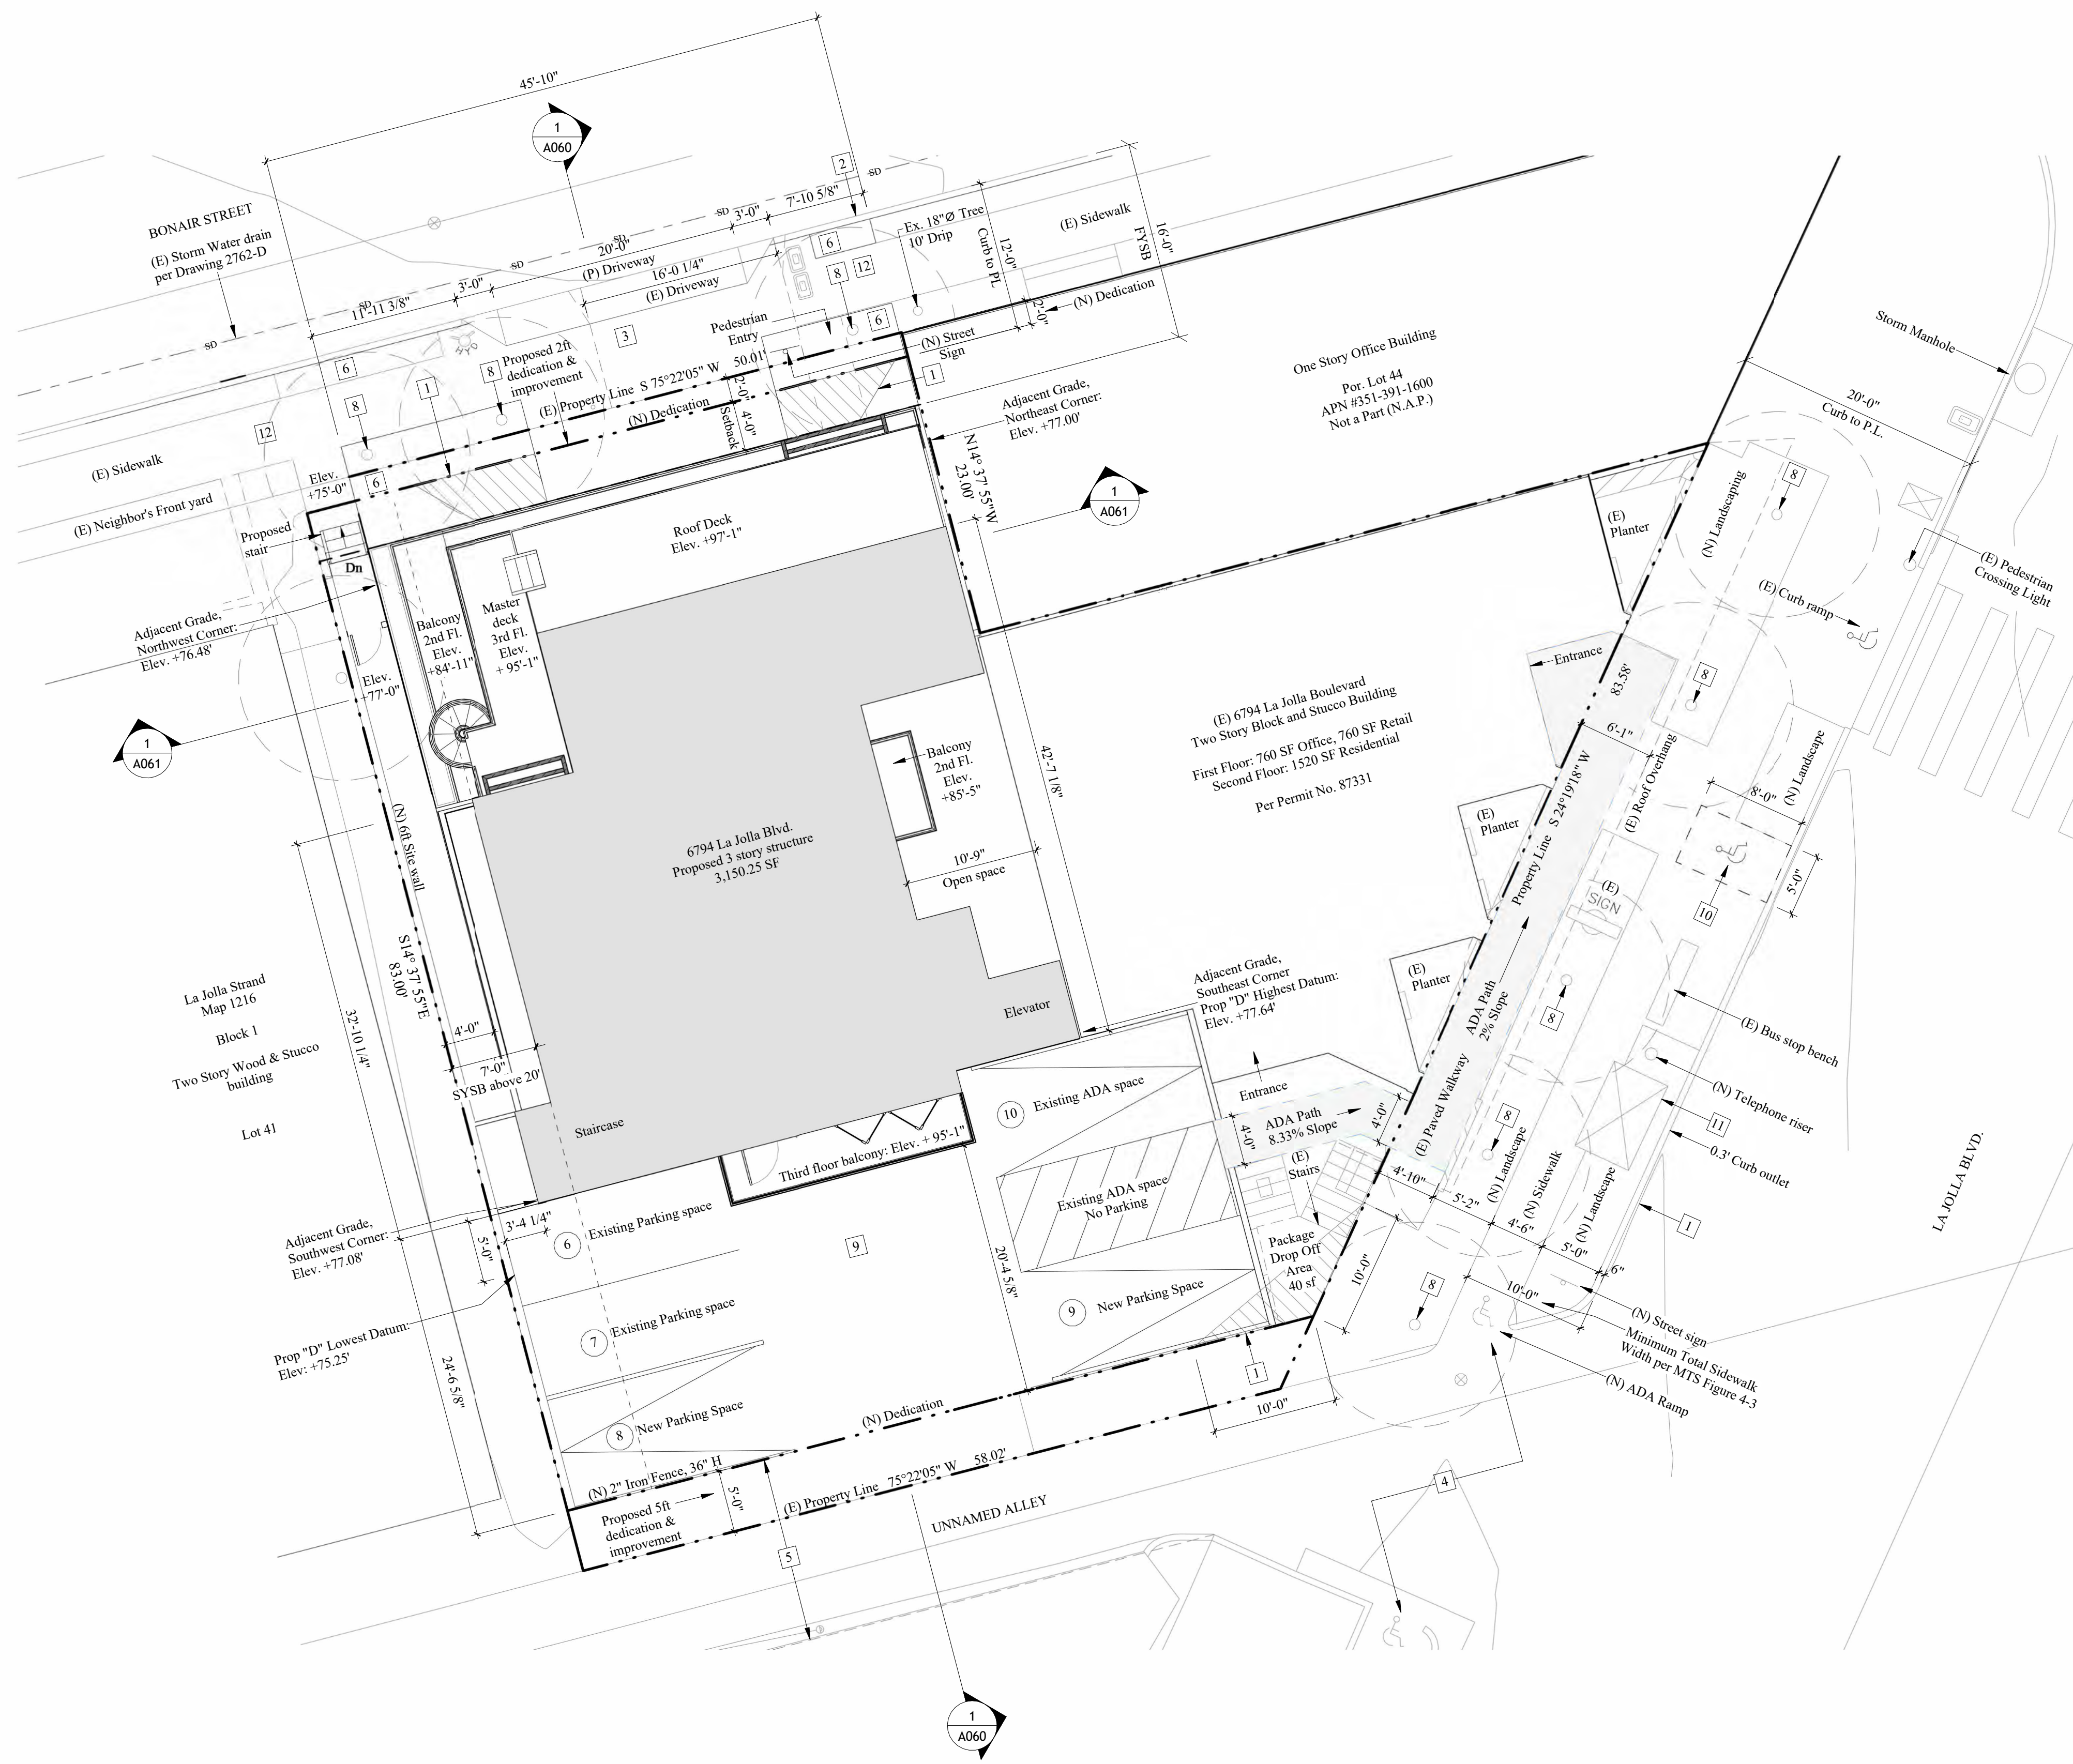 45'-10"
1
A060
2
SD
SD
SD
SD
SD
SD
BONAIR STREET
(E) Storm Water drain
per Drawing 2762-D
11'-11 3/8"
3'-0"
20'-0"
(P) Driveway
3'-0"
7'-10 5/8"
16'-0 1/4"
(E) Driveway
6
8
12
Ex. 18"Ø Tree
10' Drip
12'-0"
Curb to PL
(E) Sidewalk
16'-0"
FYSB
2'-0"
(N) Dedication
3
Pedestrian
Entry
6
(N) Street
Sign
1
6
8
1
8
Proposed 2ft
dedication &
improvement
(E) Property Line S 75°22'05" W 50.01'
(N) Dedication
2'-0"
4'-0"
Setback
12
(E) Sidewalk
(E) Neighbor's Front yard
Elev.
+75'-0"
6
Proposed
stair
Dn
Adjacent Grade,
Northeast Corner:
Elev. +77.00'
N14° 37' 55"W
23.00'
One Story Office Building
Por. Lot 44
APN #351-391-1600
Not a Part (N.A.P.)
Storm Manhole
20'-0"
Curb to P.L.
1
A061
Roof Deck
Elev. +97'-1"
Adjacent Grade,
Northwest Corner:
Elev. +76.48'
Elev.
+77'-0"
Balcony
2nd Fl.
Elev.
+84'-11"
Master
deck
3rd Fl.
Elev.
+ 95'-1"
1
A061
(E)
Planter
(N) Landscaping
8
(E) Pedestrian
Crossing Light
(E) Curb ramp
Entrance
83.58'
8
6'-1"
(E) 6794 La Jolla Boulevard
Two Story Block and Stucco Building
First Floor: 760 SF Office, 760 SF Retail
Second Floor: 1520 SF Residential
Per Permit No. 87331
Balcony
2nd Fl.
Elev.
+85'-5"
42'-7 1/8"
10'-9"
Open space
6794 La Jolla Blvd.
Proposed 3 story structure
3,150.25 SF
(N) 6ft Site wall
S14° 37' 55"E
83.00'
(E)
Planter
Property Line S 24°19'18" W
(E) Roof Overhang
(N) Landscape
8'-0"
5'-0"
10
(E)
SIGN
La Jolla Strand
Map 1216
Block 1
Two Story Wood & Stucco
building
Lot 41
32'-10 1/4"
4'-0"
7'-0"
SYSB above 20'
Elevator
Adjacent Grade,
Southeast Corner
Prop "D" Highest Datum:
Elev. +77.64'
(E)
Planter
ADA Path
2% Slope
8
(E) Bus stop bench
(N) Telephone riser
11
0.3' Curb outlet
LA JOLLA BLVD.
Staircase
Third floor balcony: Elev. + 95'-1"
10
Existing ADA space
Entrance
ADA Path
8.33% Slope
4'-0"
4'-0"
(E) Paved Walkway
8
(N) Landscape
(N) Sidewalk
(N) Landscape
1
Existing ADA space
No Parking
(E)
Stairs
4'-10"
5'-2"
4'-6"
5'-0"
6"
Adjacent Grade,
Southwest Corner:
Elev. +77.08'
3'-4 1/4"
5'-0"
6
Existing Parking space
9
20'-4 5/8"
Package
Drop Off
Area
40 sf
10'-0"
8
10'-0"
(N) Street sign
Minimum Total Sidewalk
Width per MTS Figure 4-3
(N) ADA Ramp
9
New Parking Space
7
Existing Parking space
Prop "D" Lowest Datum:
Elev: +75.25'
24'-6 5/8"
1
10'-0"
8
New Parking Space
(N) Dedication
(N) 2" Iron Fence, 36" H
5'-0"
(E) Property Line 75°22'05" W 58.02'
Proposed 5ft
dedication &
improvement
UNNAMED ALLEY
4
5
1
A060